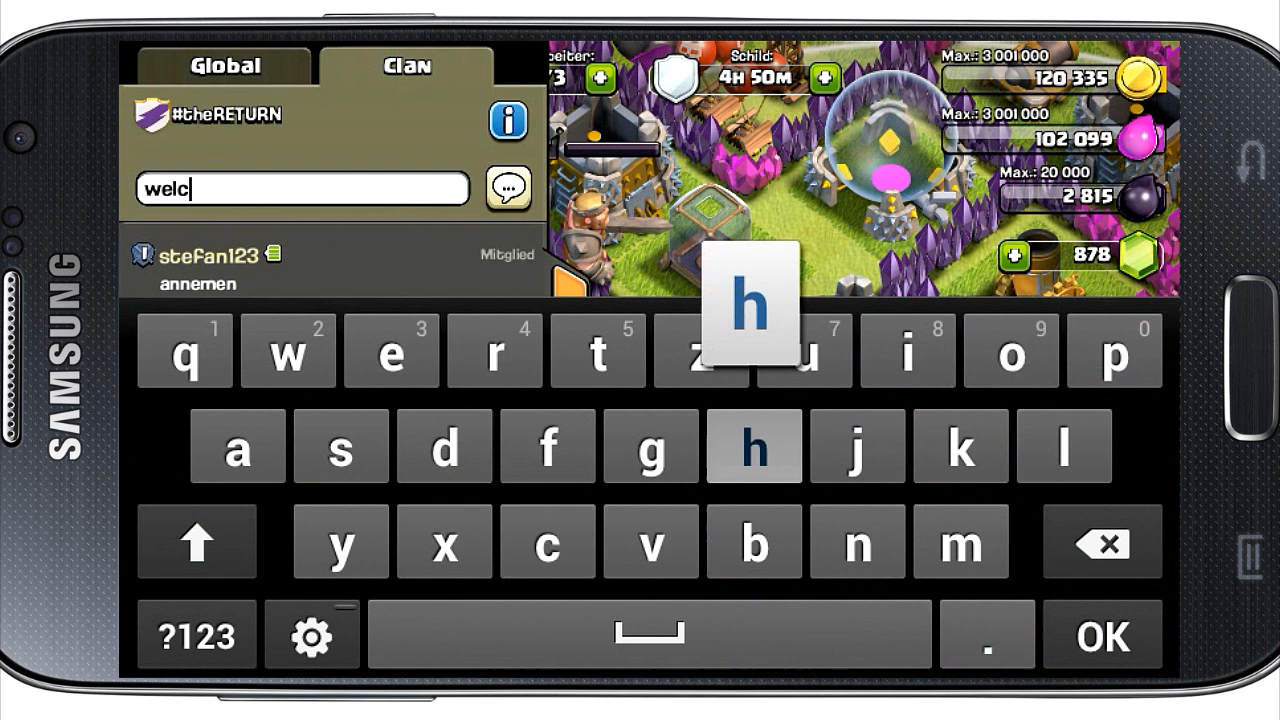 SAMSUNG
Global Clan
#theRETURN
welc
stefan123 Mitglied
annemen
eiter:
/3
Schild:
4H 50M
Max.: 3 001 000
120 335
Max.: 3 001 000
102 099
Max.: 20 000
2 815
878
h
1 2 3 4 5 7 8 9 0
q w e r t z u i o p
a s d f g h j k l
y x c v b n m
?123 . OK